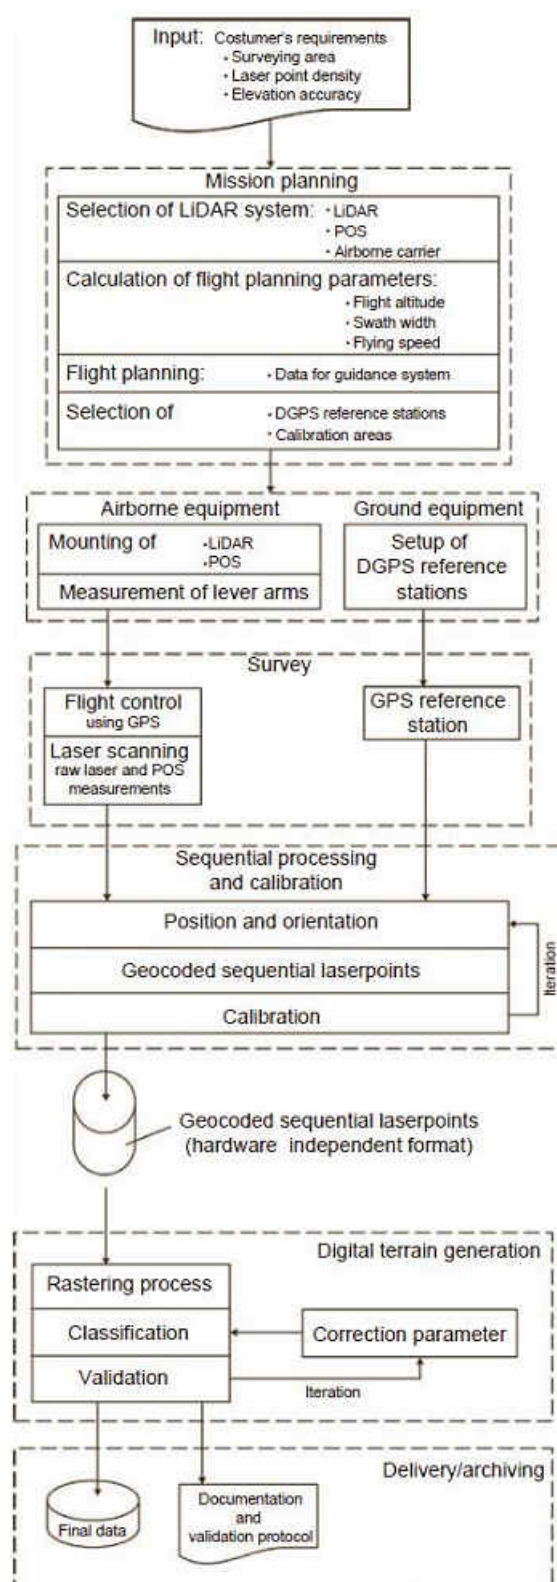 Input: Costumer's requirements
• Surveying area
• Laser point density
• Elevation accuracy
Mission planning
Selection of LiDAR system: • LiDAR
• POS
• Airborne carrier
Calculation of flight planning parameters:
• Flight altitude
• Swath width
• Flying speed
Flight planning: • Data for guidance system
Selection of • DGPS reference stations
• Calibration areas
Airborne equipment
Mounting of • LiDAR
• POS
Measurement of lever arms
Ground equipment
Setup of
DGPS reference
stations
Survey
Flight control
using GPS
Laser scanning
raw laser and POS
measurements
GPS reference
station
Sequential processing
and calibration
Position and orientation
Geocoded sequential laserpoints
Calibration
Iteration
Geocoded sequential laserpoints
(hardware independent format)
Digital terrain generation
Rastering process
Classification
Validation
Correction parameter
Iteration
Delivery/archiving
Final data
Documentation
and
validation protocol